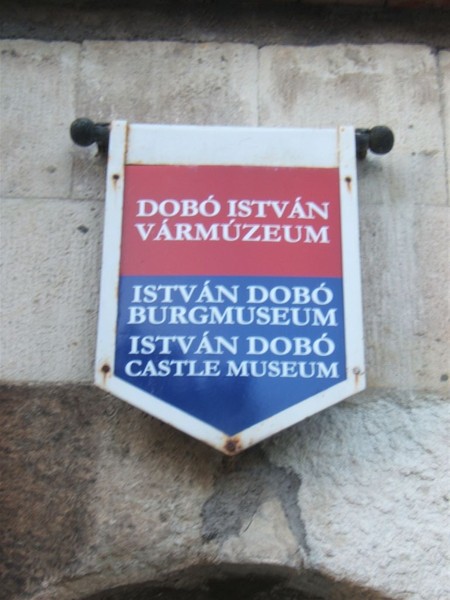 DOBÓ ISTVÁN
VÁRMÚZEUM
ISTVÁN DOBÓ
BURGMUSEUM
ISTVÁN DOBÓ
CASTLE MUSEUM